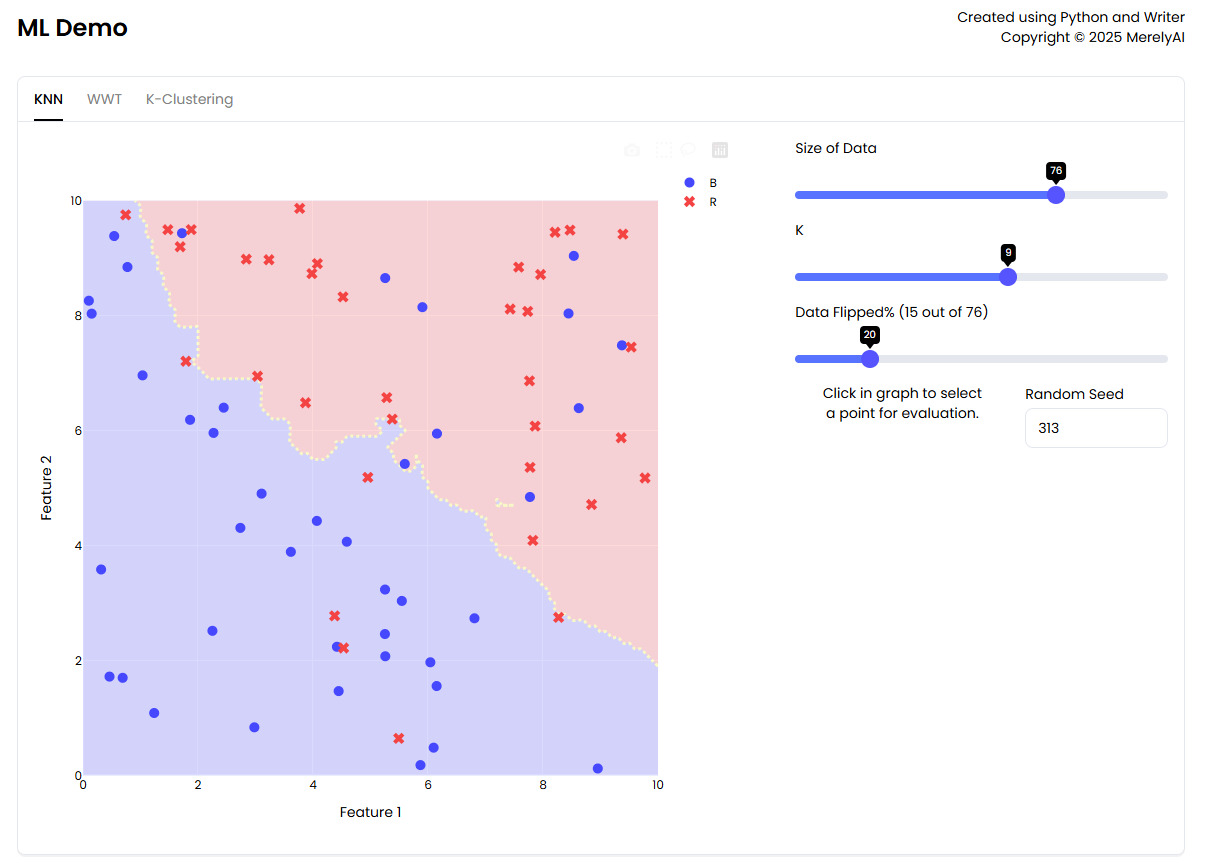 ML Demo
Created using Python and Writer
Copyright © 2025 MerelyAI
KNN
WWT
K-Clustering
B
R
10
8
6
4
2
0
0
2
4
6
8
10
Feature 2
Feature 1
Size of Data
76
K
9
Data Flipped% (15 out of 76)
20
Click in graph to select
a point for evaluation.
Random Seed
313